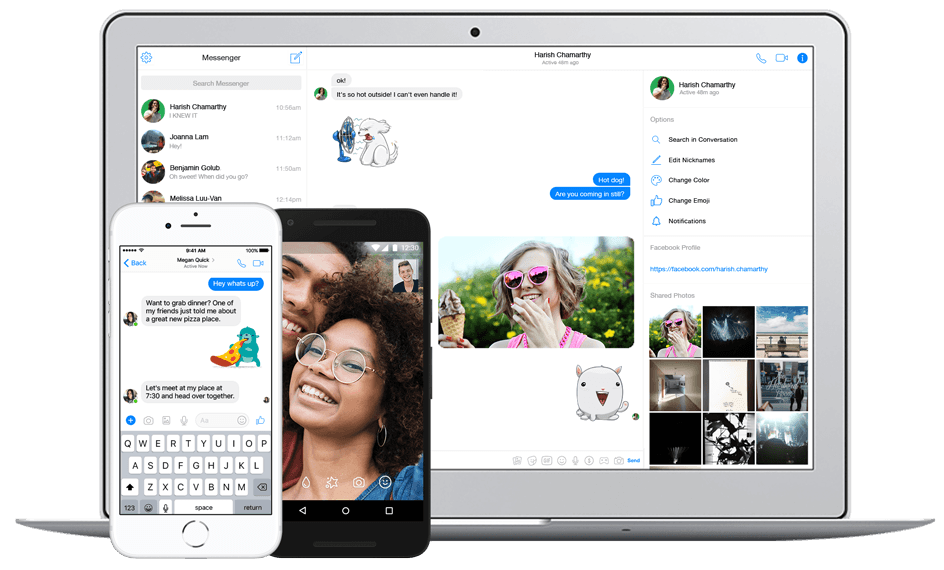 Messenger
Search Messenger
Harish Chamarthy
10:56am
I KNEW IT
Joanna Lam
11:12am
Hey!
Benjamin Golub
11:50am
Oh sweet! When did you go?
Melissa Luu-Van
12:14pm
Harish Chamarthy
Active 48m ago
ok!
It's so hot outside! I can't even handle it!
Hot dog!
Are you coming in still?
Send
Harish Chamarthy
Active 48m ago
Options
Search in Conversation
Edit Nicknames
Change Color
Change Emoji
Notifications
Facebook Profile
https://facebook.com/harish.chamarthy
Shared Photos
9:41 AM
100%
Back
Megan Quick
Active Now
Hey whats up?
Want to grab dinner? One of
my friends just told me about
a great new pizza place.
Let's meet at my place at
7:30 and head over together.
Aa
Q W E R T Y U I O P
A S D F G H J K L
Z X C V B N M
123 space return
12:30